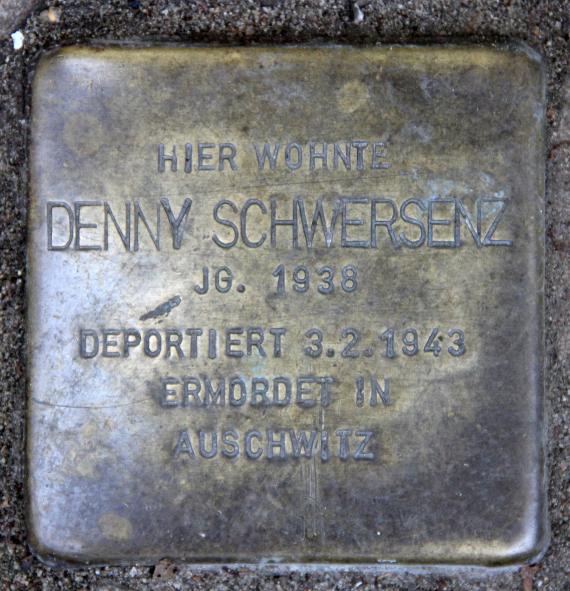 HIER WOHNTE
DENNY SCHWERSENZ
JG. 1938
DEPORTIERT 3.2.1943
ERMORDET IN
AUSCHWITZ